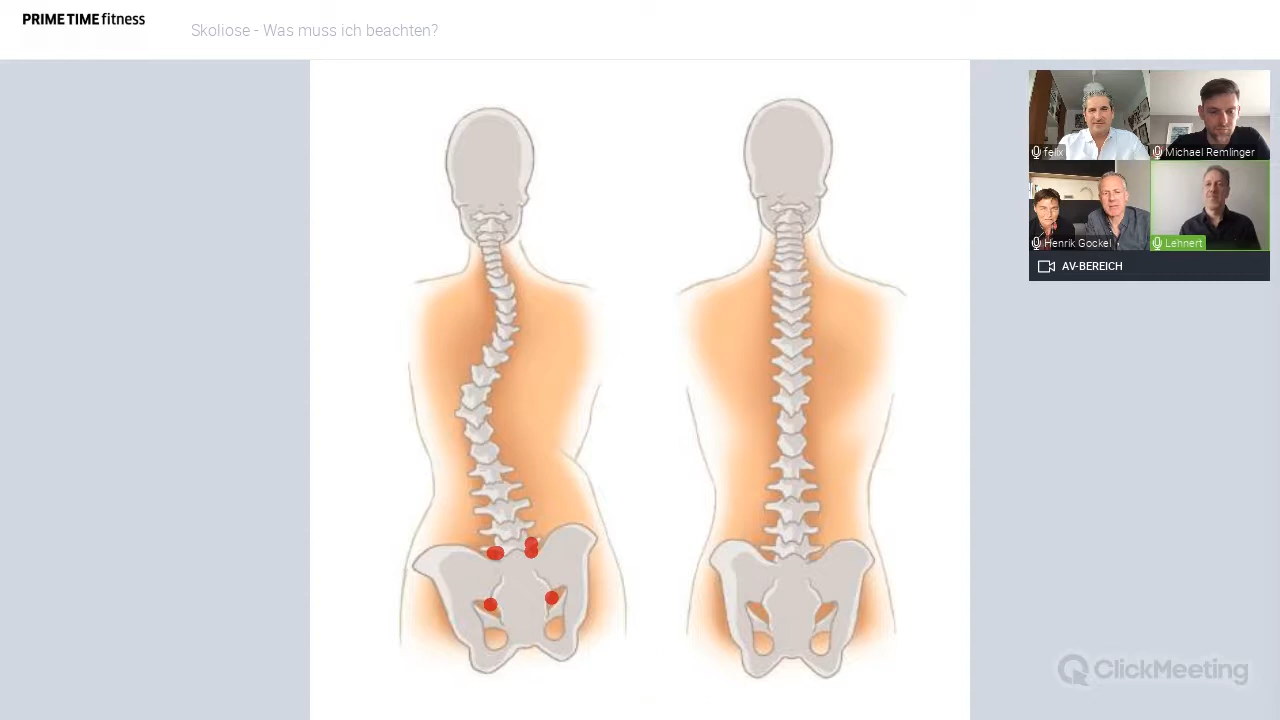 PRIME TIME fitness
Skoliose - Was muss ich beachten?
felix
Michael Remlinger
Henrik Gockel
Lehnert
AV-BEREICH
ClickMeeting